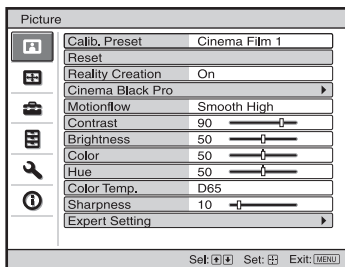 Picture
Calib. Preset Cinema Film 1
Reset
Reality Creation On
Cinema Black Pro
Motionflow Smooth High
Contrast 90
Brightness 50
Color 50
Hue 50
Color Temp. D65
Sharpness 10
Expert Setting
Sel: Set: Exit: MENU